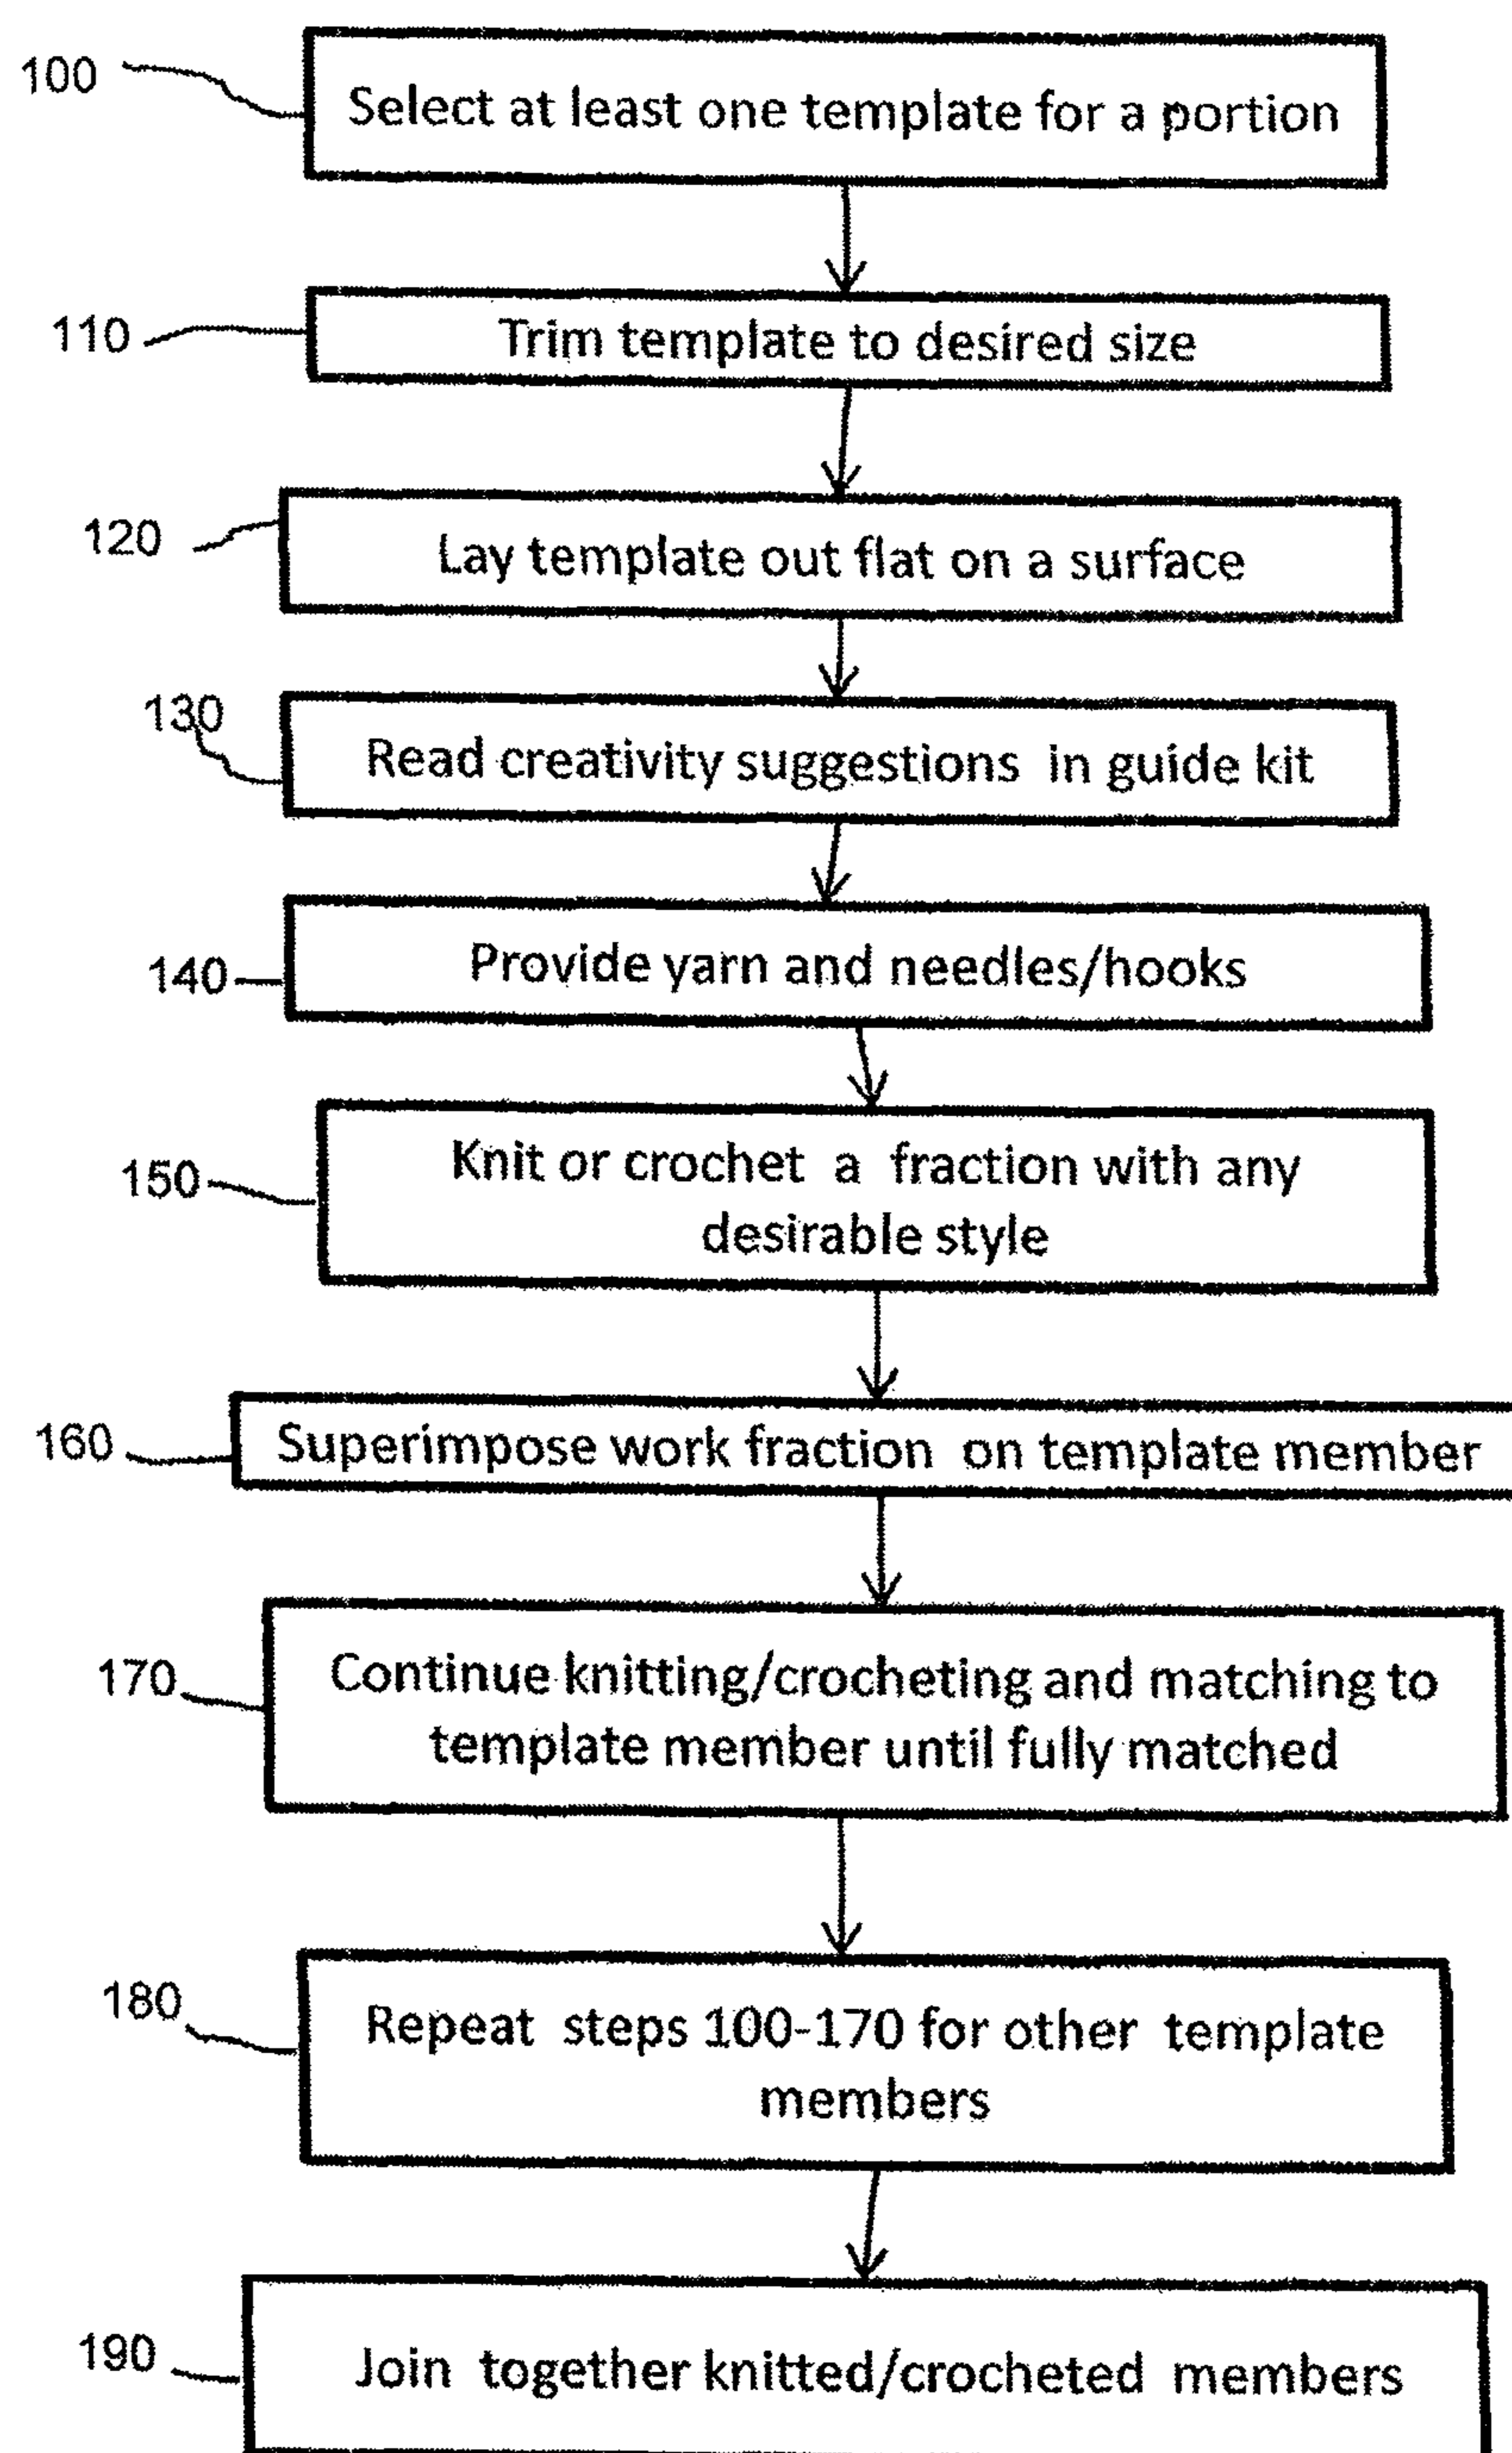 100
Select at least one template for a portion
110
Trim template to desired size
120
Lay template out flat on a surface
130
Read creativity suggestions in guide kit
140
Provide yarn and needles/hooks
150
Knit or crochet a fraction with any
desirable style
160
Superimpose work fraction on template member
170
Continue knitting/crocheting and matching to
template member until fully matched
180
Repeat steps 100-170 for other template
members
190
Join together knitted/crocheted members